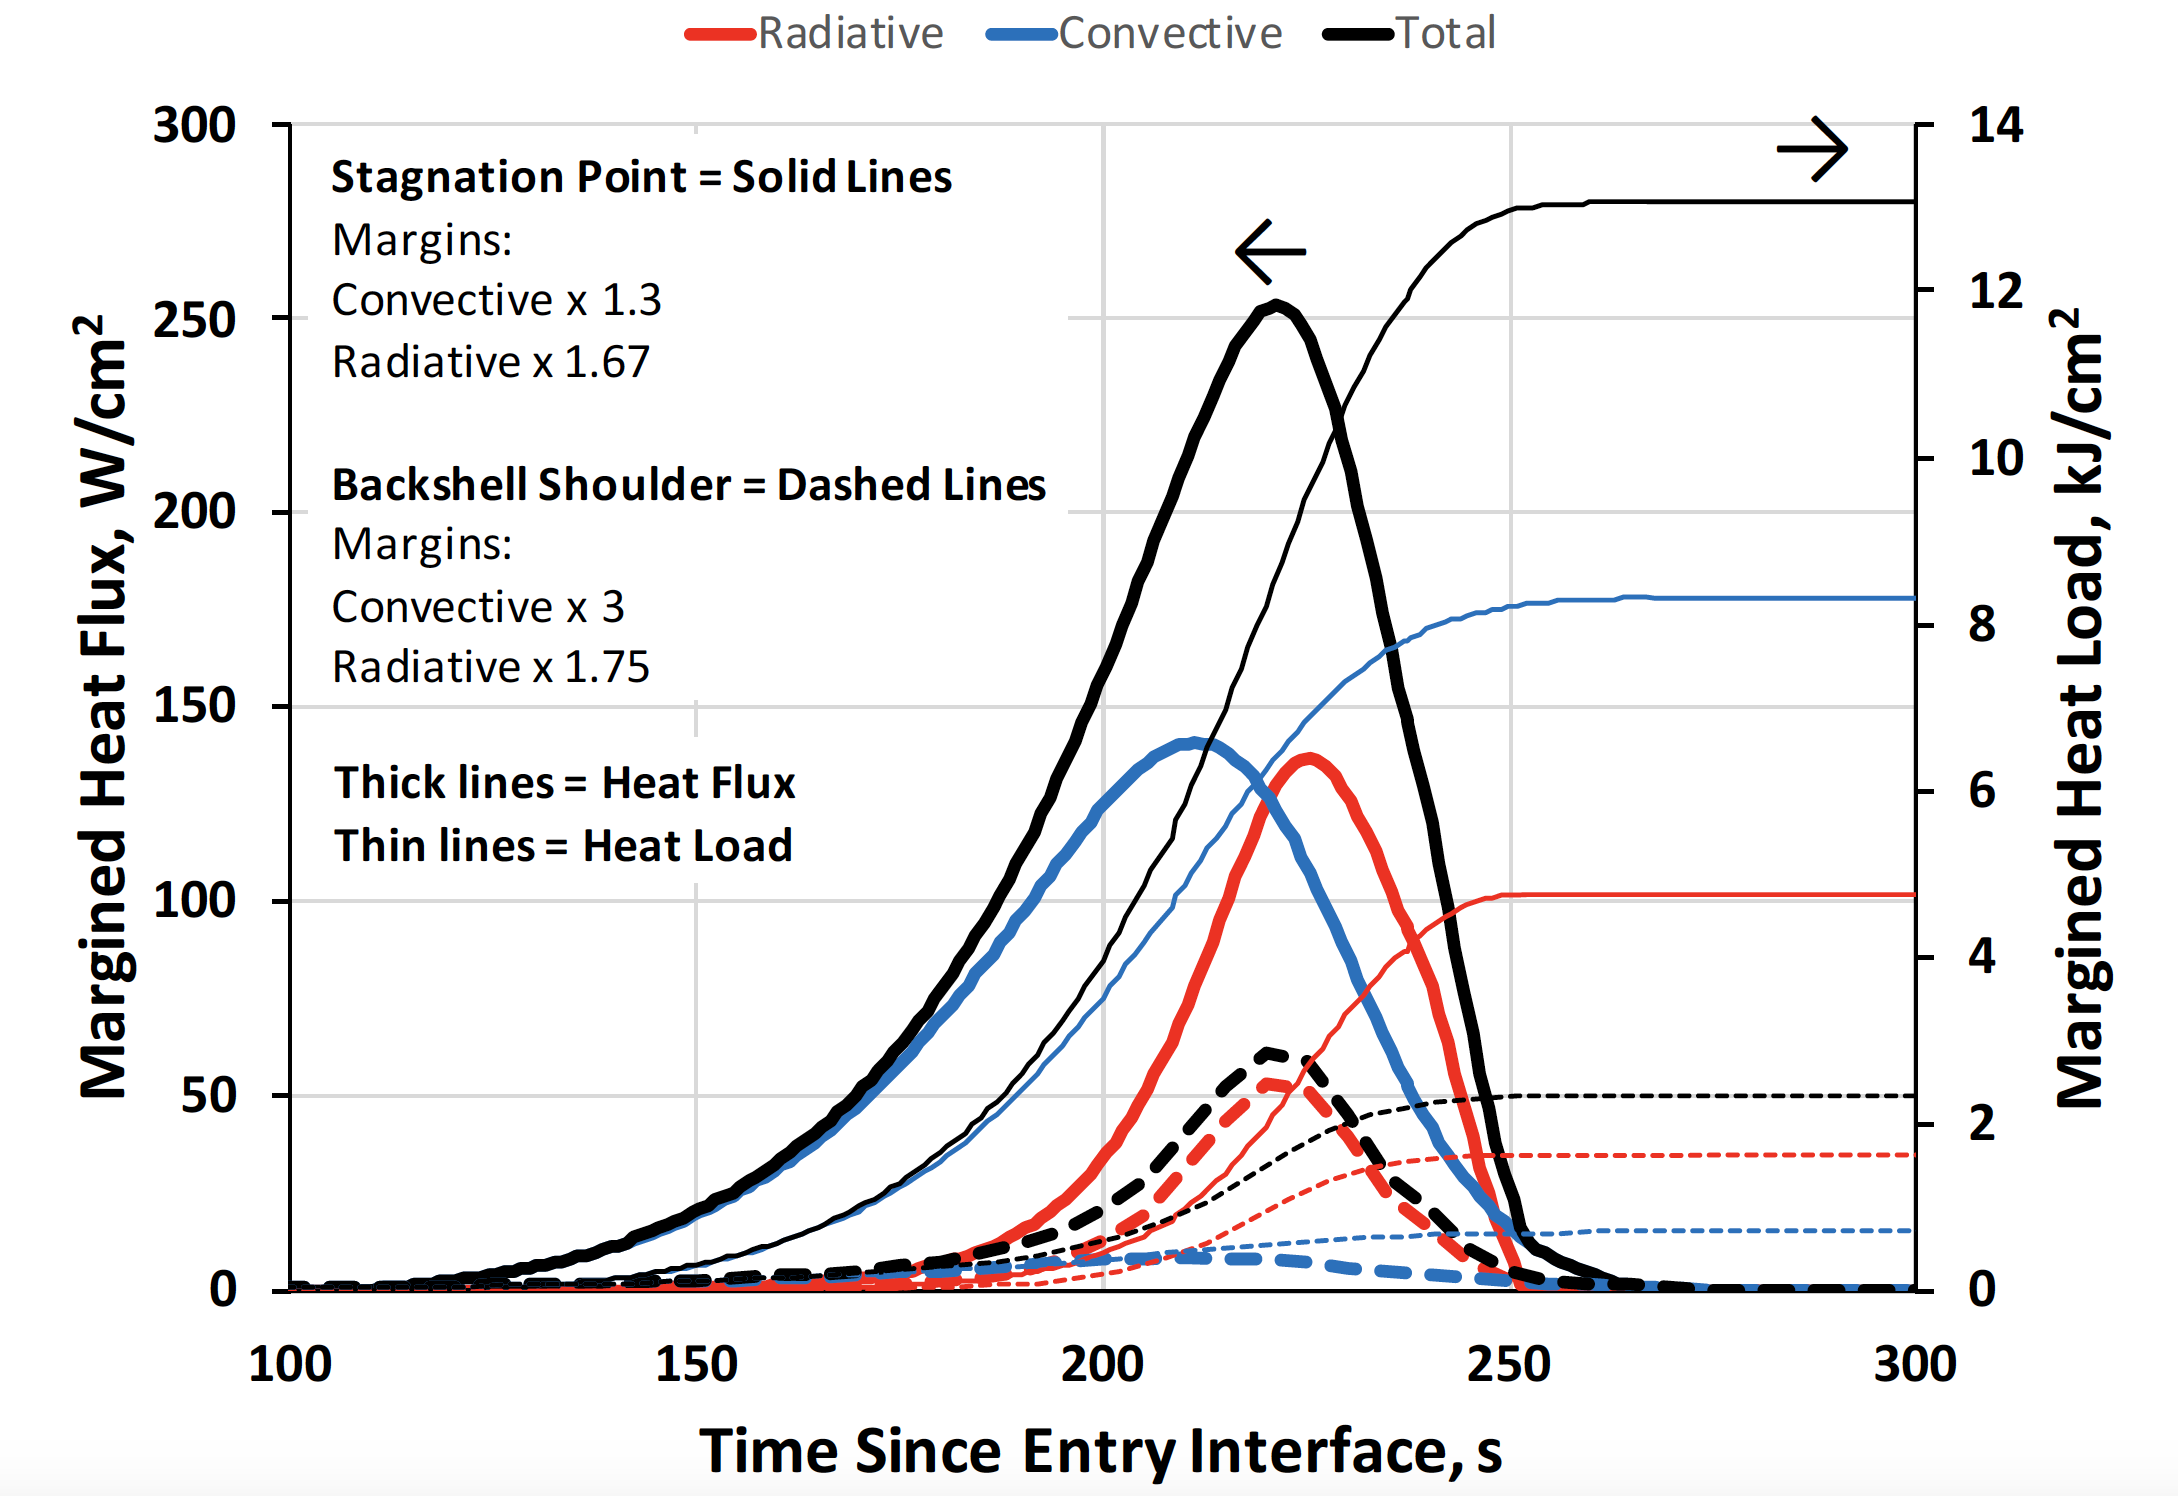 Radiative Convective Total
300
250
200
150
100
50
0
Margined Heat Flux, W/cm²
Stagnation Point = Solid Lines
Margins:
Convective x 1.3
Radiative x 1.67
Backshell Shoulder = Dashed Lines
Margins:
Convective x 3
Radiative x 1.75
Thick lines = Heat Flux
Thin lines = Heat Load
14
12
10
8
6
4
2
0
Margined Heat Load, kJ/cm²
100 150 200 250 300
Time Since Entry Interface, s